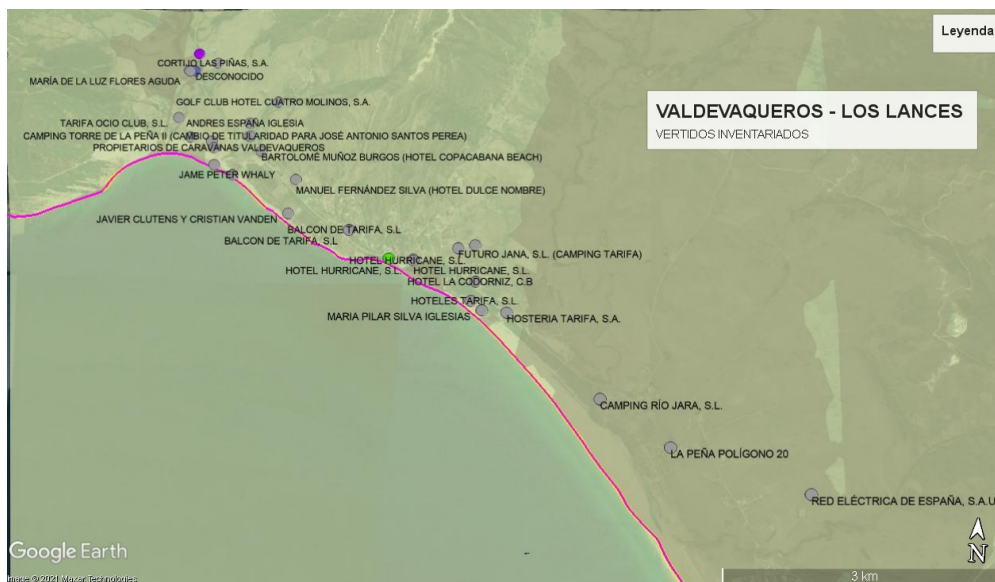 Leyenda
VALDEVAQUEROS - LOS LANCES
VERTIDOS INVENTARIADOS
CORTIJO LAS PIÑAS, S.A.
DESCONOCIDO
MARÍA DE LA LUZ FLORES AGUDA
GOLF CLUB HOTEL CUATRO MOLINOS, S.A.
TARIFA OCIO CLUB, S.L.
ANDRES ESPAÑA IGLESIA
CAMPING TORRE DE LA PEÑA II (CAMBIO DE TITULARIDAD PARA JOSÉ ANTONIO SANTOS PEREA)
PROPIETARIOS DE CARAVANAS VALDEVAQUEROS
BARTOLOMÉ MUÑOZ BURGOS (HOTEL COPACABANA BEACH)
JAME PETER WHALY
MANUEL FERNÁNDEZ SILVA (HOTEL DULCE NOMBRE)
JAVIER CLUTENS Y CRISTIAN VANDEN
BALCON DE TARIFA, S.L
BALCON DE TARIFA, S.L
FUTURO JANA, S.L. (CAMPING TARIFA)
HOTEL HURRICANE, S.L.
HOTEL HURRICANE, S.L.
HOTEL HURRICANE, S.L.
HOTEL LA CODORNIZ, C.B
HOTELES TARIFA, S.L.
MARIA PILAR SILVA IGLESIAS
HOSTERIA TARIFA, S.A.
CAMPING RÍO JARA, S.L.
LA PEÑA POLÍGONO 20
RED ELÉCTRICA DE ESPAÑA, S.A.U
Google Earth
Image © 2021 Maxar Technologies
N
3 km